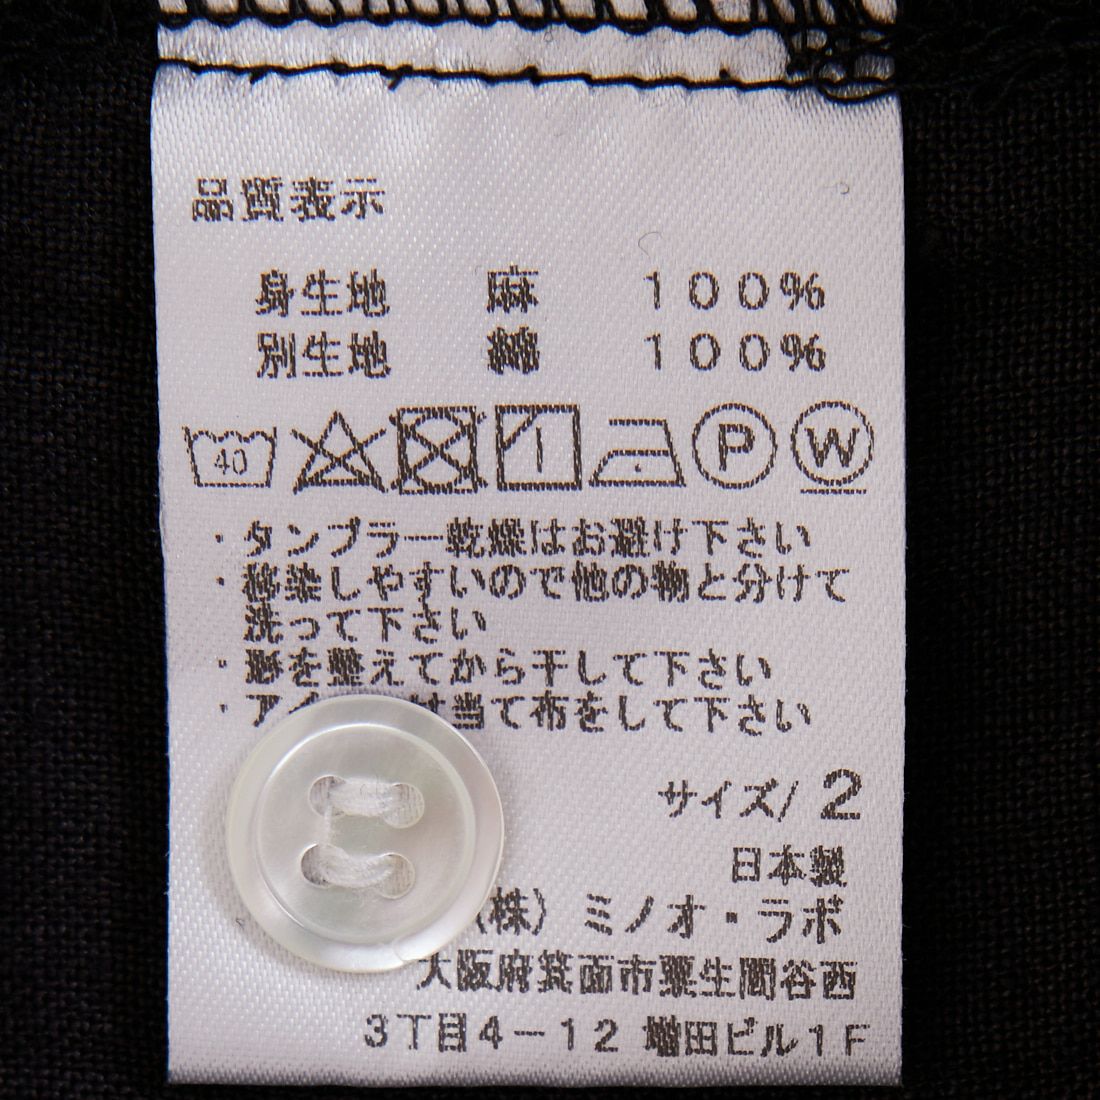 品質表示
身生地 麻 100%
別生地 綿 100%
40 P W
・タンブラー乾燥はお避け下さい
・移染しやすいので他の物と分けて
洗って下さい
・形を整えてから干して下さい
・アイ は当て布をして下さい
サイズ/ 2
日本製
(株) ミノオ・ラボ
大阪府箕面市粟生間谷西
3丁目4-12 増田ビル1F